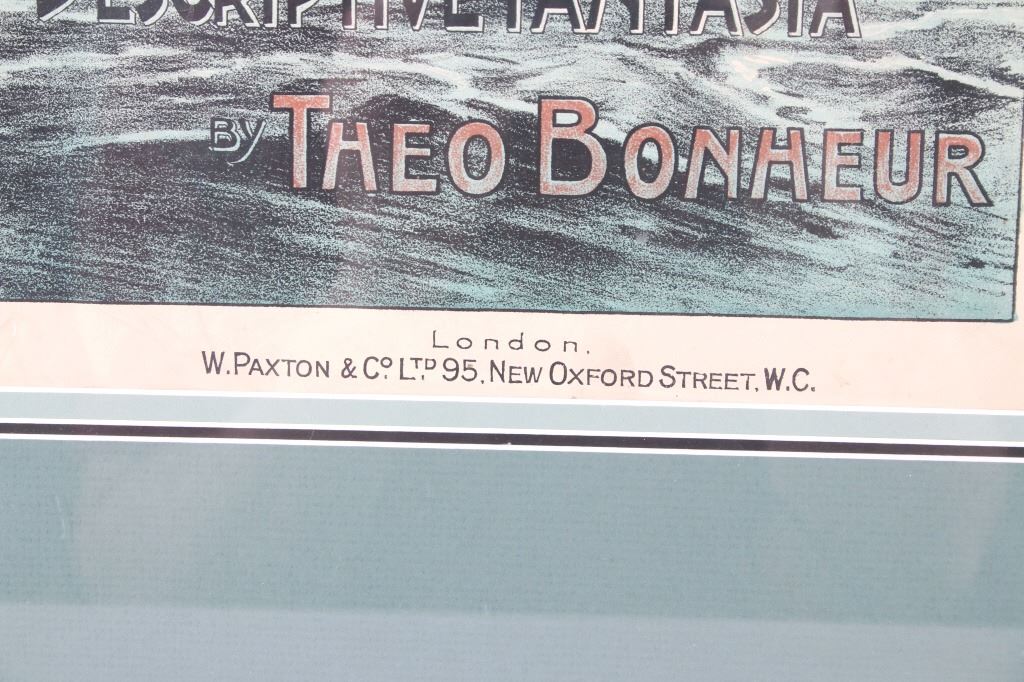 DESCRIPTIVE FANTASIA
BY THEO BONHEUR
London.
W. PAXTON & Co. LTD 95, NEW OXFORD STREET, W.C.